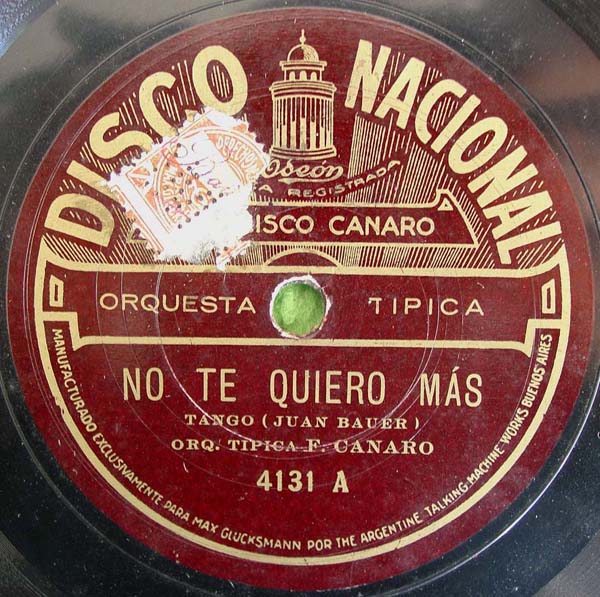 DISCO NACIONAL
Odeón
A REGISTRADA
ISCO CANARO
ORQUESTA TIPICA
NO TE QUIERO MÁS
TANGO (JUAN BAUER)
ORQ. TIPICA F. CANARO
4131 A
MANUFACTURADO EXCLUSIVAMENTE PARA MAX GLUCKSMANN POR THE ARGENTINE TALKING MACHINE WORKS BUENOS AIRES